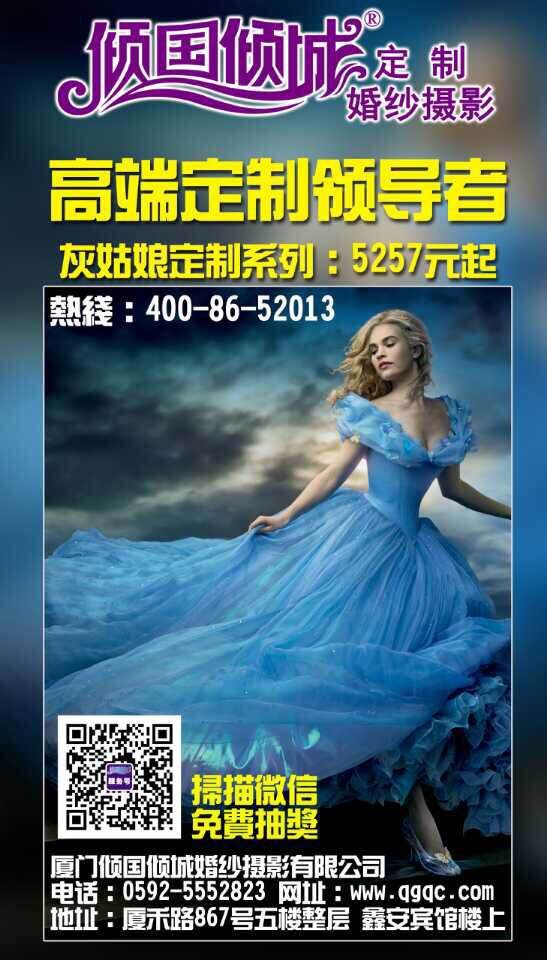 倾国倾城® 定制
婚纱摄影
高端定制领导者
灰姑娘定制系列：5257元起
熱綫：400-86-52013
服务号
掃描微信
免費抽獎
厦门倾国倾城婚纱摄影有限公司
电话：0592-5552823 网址：www.qgqc.com
地址：厦禾路867号五楼整层 鑫安宾馆楼上